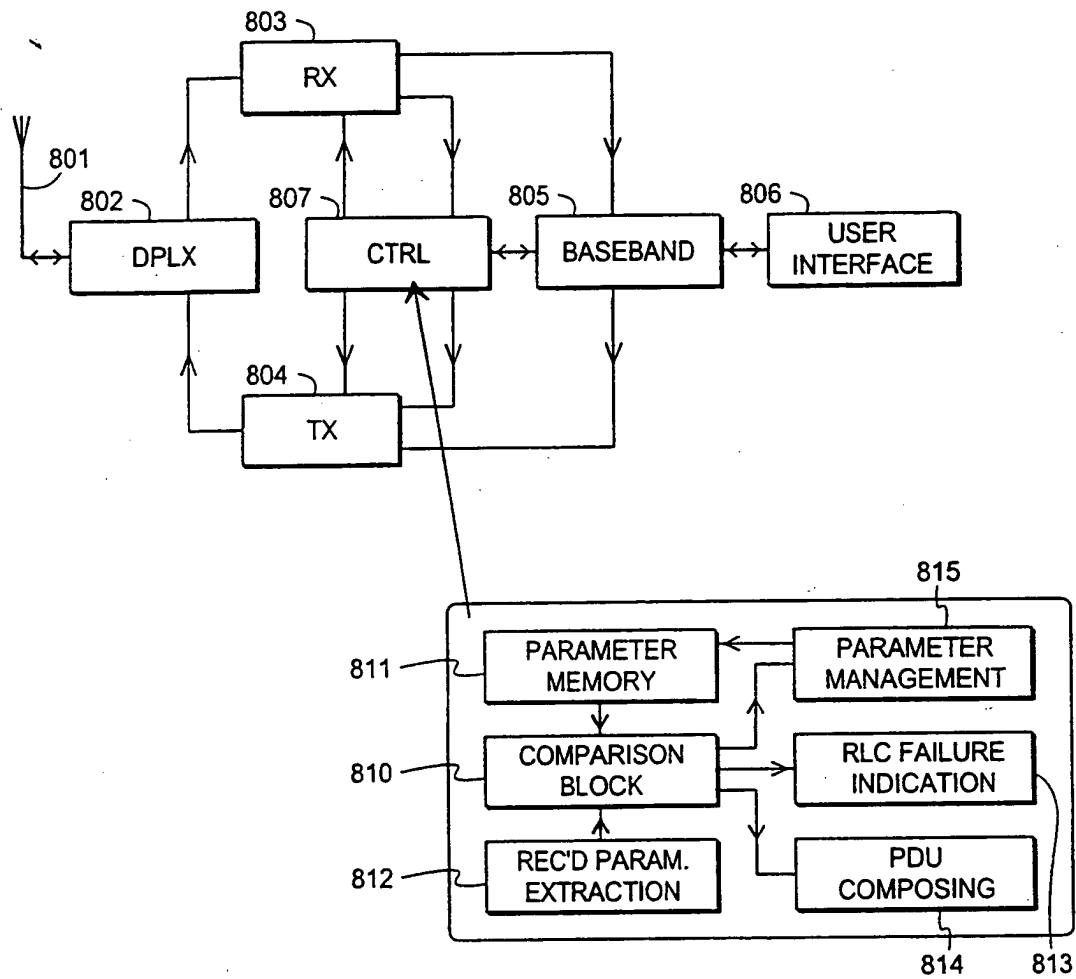 803
RX
801
802
DPLX
807
CTRL
805
BASEBAND
806
USER
INTERFACE
804
TX
815
811
PARAMETER
MEMORY
PARAMETER
MANAGEMENT
810
COMPARISON
BLOCK
RLC FAILURE
INDICATION
812
REC'D PARAM.
EXTRACTION
PDU
COMPOSING
814
813